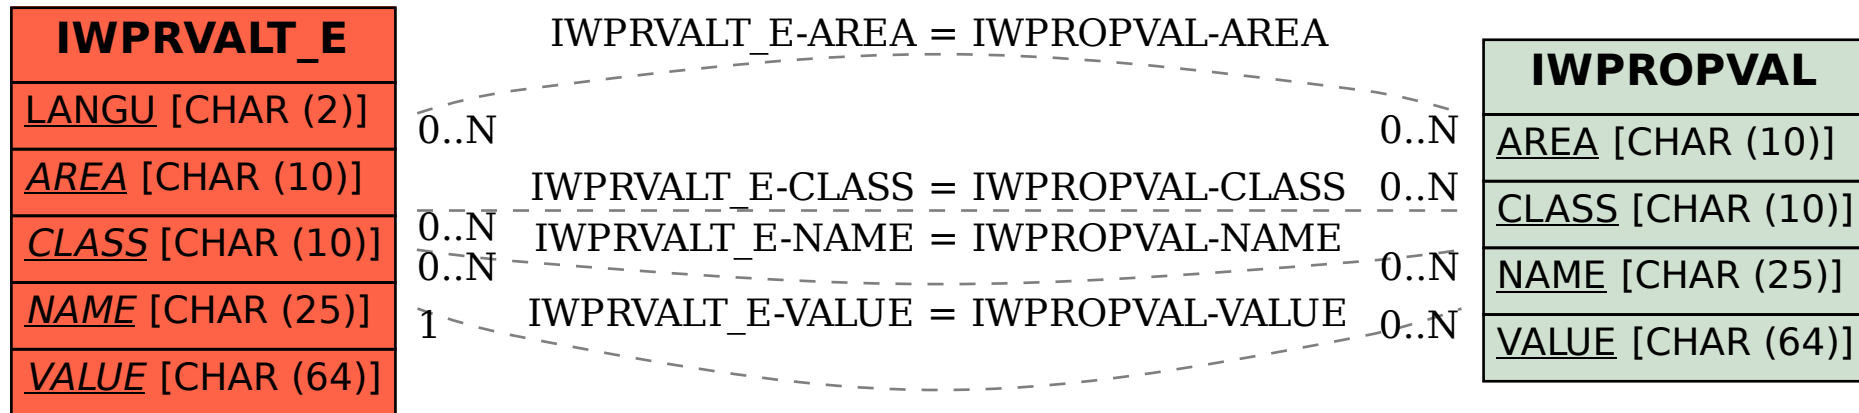 IWPRVALT_E
LANGU [CHAR (2)]
AREA [CHAR (10)]
CLASS [CHAR (10)]
NAME [CHAR (25)]
VALUE [CHAR (64)]
IWPRVALT_E-AREA = IWPROPVAL-AREA
0..N 0..N
IWPRVALT_E-CLASS = IWPROPVAL-CLASS
0..N 0..N
IWPRVALT_E-NAME = IWPROPVAL-NAME
0..N 0..N
IWPRVALT_E-VALUE = IWPROPVAL-VALUE
1 0..N
IWPROPVAL
AREA [CHAR (10)]
CLASS [CHAR (10)]
NAME [CHAR (25)]
VALUE [CHAR (64)]